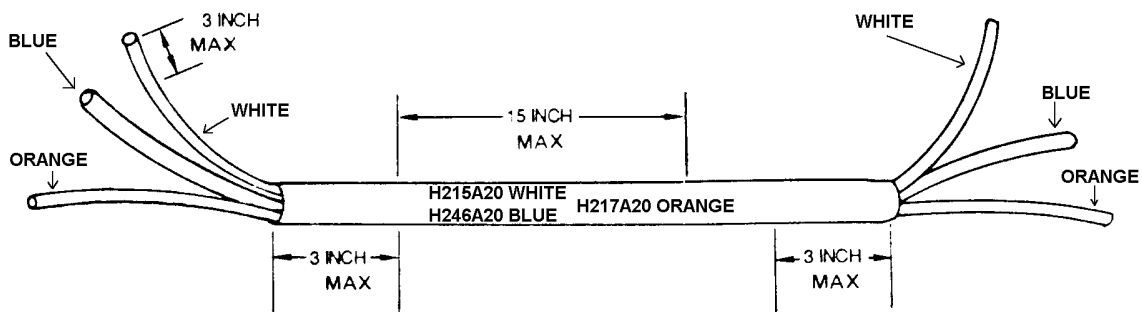 3 INCH
MAX
BLUE
WHITE
ORANGE
15 INCH
MAX
WHITE
BLUE
ORANGE
H215A20 WHITE
H246A20 BLUE
H217A20 ORANGE
3 INCH
MAX
3 INCH
MAX